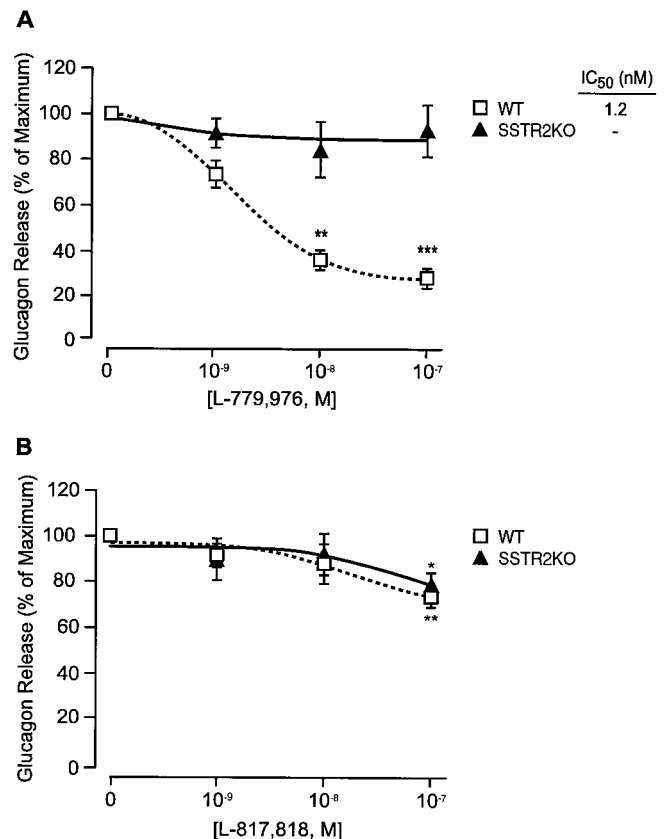 A
Glucagon Release (% of Maximum)
120
100
80
60
40
20
0
**
***
0
10-9
10-8
10-7
[L-779,976, M]
IC50 (nM)
WT 1.2
SSTR2KO -
B
Glucagon Release (% of Maximum)
120
100
80
60
40
20
0
*
**
0
10-9
10-8
10-7
[L-817,818, M]
WT
SSTR2KO